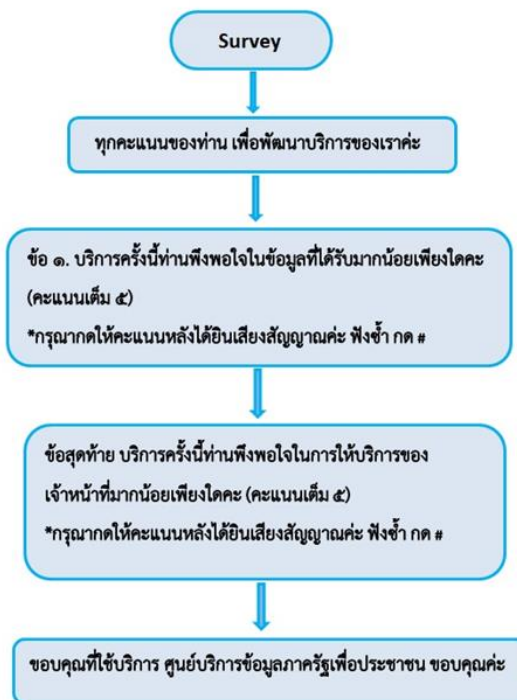 Survey
ทุกคะแนนของท่าน เพื่อพัฒนาบริการของเราค่ะ
ข้อ ๑. บริการครั้งนี้ท่านพึงพอใจในข้อมูลที่ได้รับมากน้อยเพียงใดคะ
(คะแนนเต็ม ๕)
*กรุณากดให้คะแนนหลังได้ยินเสียงสัญญาณค่ะ ฟังซ้ำ กด #
ข้อสุดท้าย บริการครั้งนี้ท่านพึงพอใจในการให้บริการของ
เจ้าหน้าที่มากน้อยเพียงใดคะ (คะแนนเต็ม ๕)
*กรุณากดให้คะแนนหลังได้ยินเสียงสัญญาณค่ะ ฟังซ้ำ กด #
ขอบคุณที่ใช้บริการ ศูนย์บริการข้อมูลภาครัฐเพื่อประชาชน ขอบคุณค่ะ